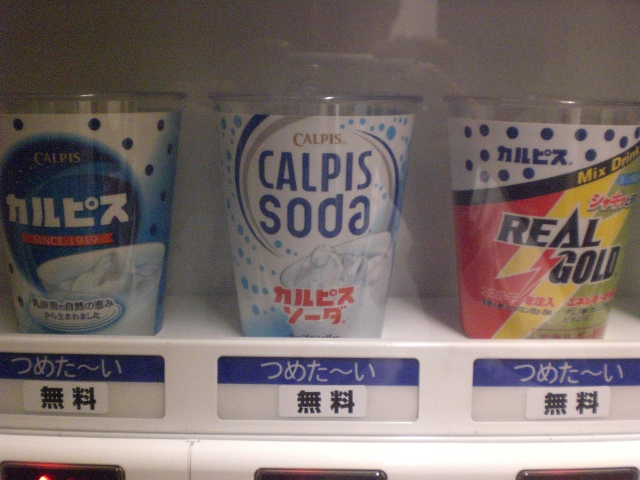 CALPIS
カルピス
SINCE 1919
乳酸菌の自然の恵み
から生まれました
CALPIS
CALPIS
soda
カルピス
ソーダ
カルピス
Mix Drink
REAL
GOLD
つめた〜い
無料
つめた〜い
無料
つめた〜い
無料